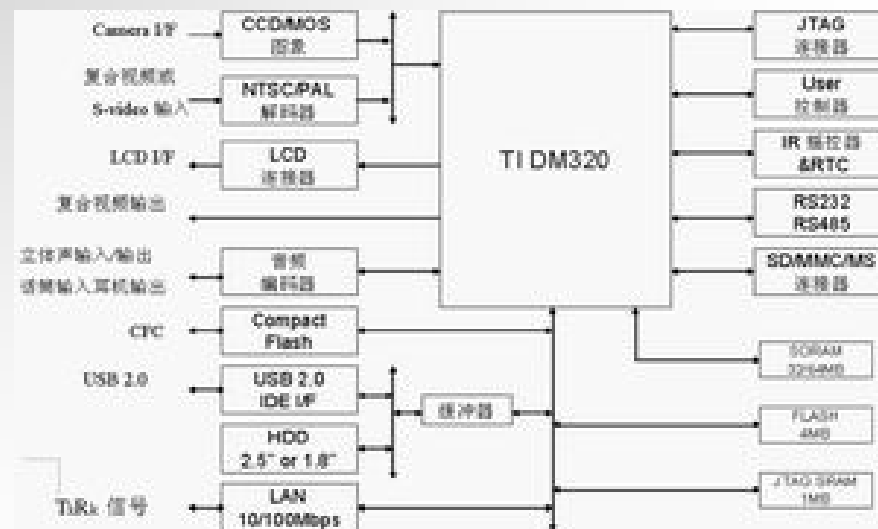 Camera I/F
CCD/MOS
图象
复合视频或
S-video 输入
NTSC/PAL
解码器
LCD I/F
LCD
连接器
复合视频输出
立体声输入/输出
话筒输入耳机输出
音频
编码器
CFC
Compact
Flash
USB 2.0
USB 2.0
IDE I/F
HDD
2.5" or 1.8"
缓冲器
信号
LAN
10/100Mbps
TI DM320
JTAG
连接器
User
控制器
IR 摇控器
&RTC
RS232
RS485
SD/MMC/MS
连接器
SDRAM
32/64MB
FLASH
4MB
JTAG SRAM
1MB